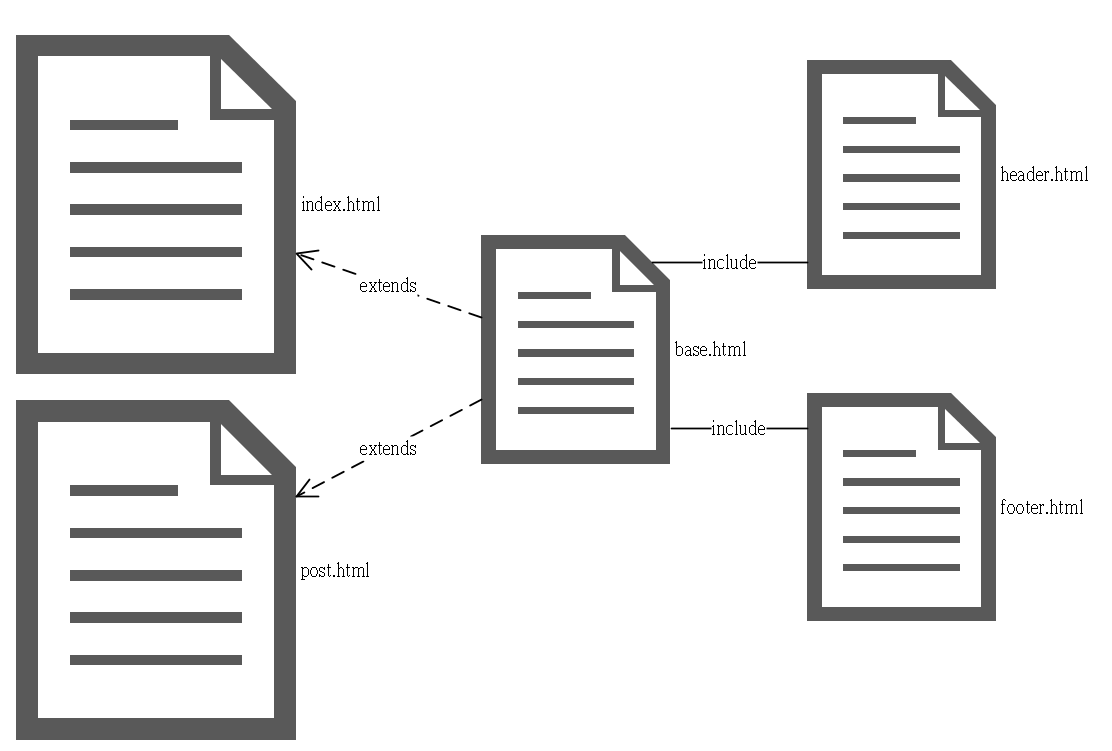 index.html
extends
post.html
extends
base.html
include
include
header.html
footer.html